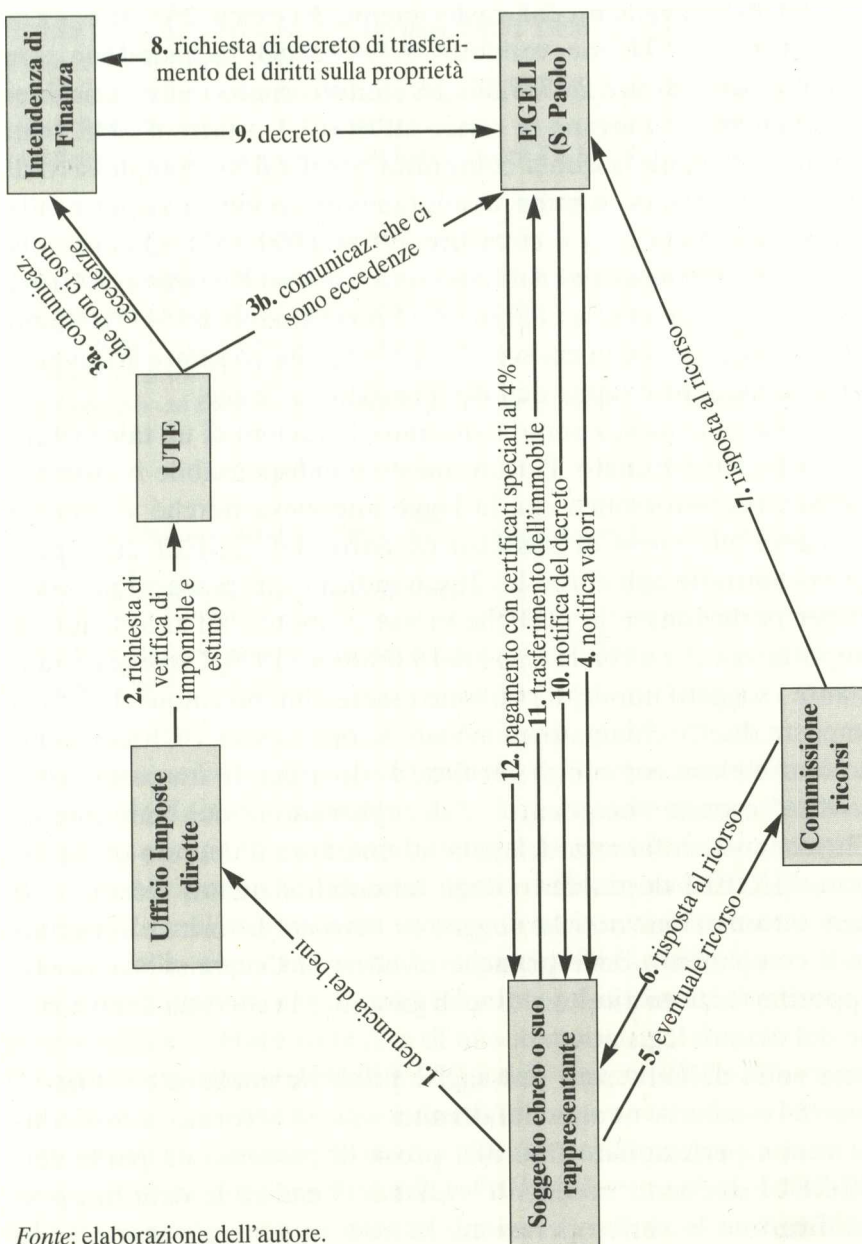 8. richiesta di decreto di trasferi-
mento dei diritti sulla proprietà
Intendenza di
Finanza
EGELI
(S. Paolo)
9. decreto
3a. comunicaz.
che non ci sono
eccedenze
3b. comunicaz. che ci
sono eccedenze
UTE
7. risposta al ricorso
2. richiesta di
verifica di
imponibile e
estimo
12. pagamento con certificati speciali al 4%
11. trasferimento dell'immobile
10. notifica del decreto
4. notifica valori
Ufficio Imposte
dirette
Commissione
ricorsi
1. denuncia dei beni
6. risposta al ricorso
5. eventuale ricorso
Soggetto ebreo o suo
rappresentante
Fonte: elaborazione dell'autore.